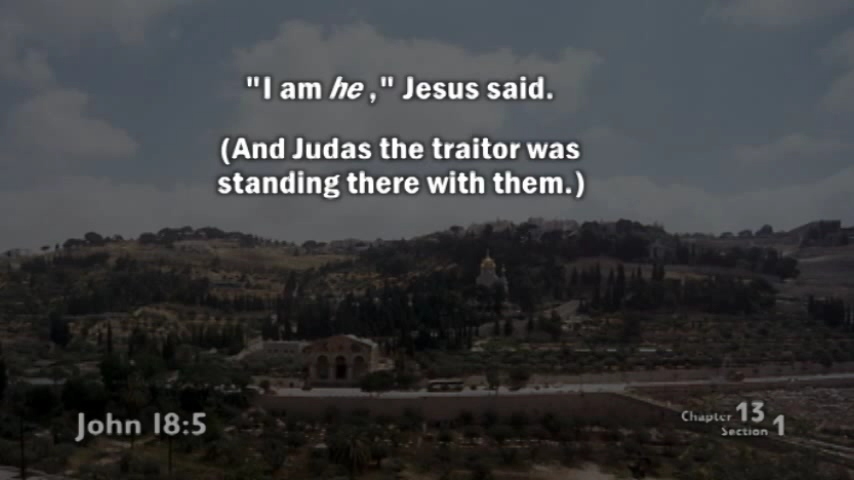 "I am he ," Jesus said.
(And Judas the traitor was
standing there with them.)
John 18:5
Chapter 13
Section 1